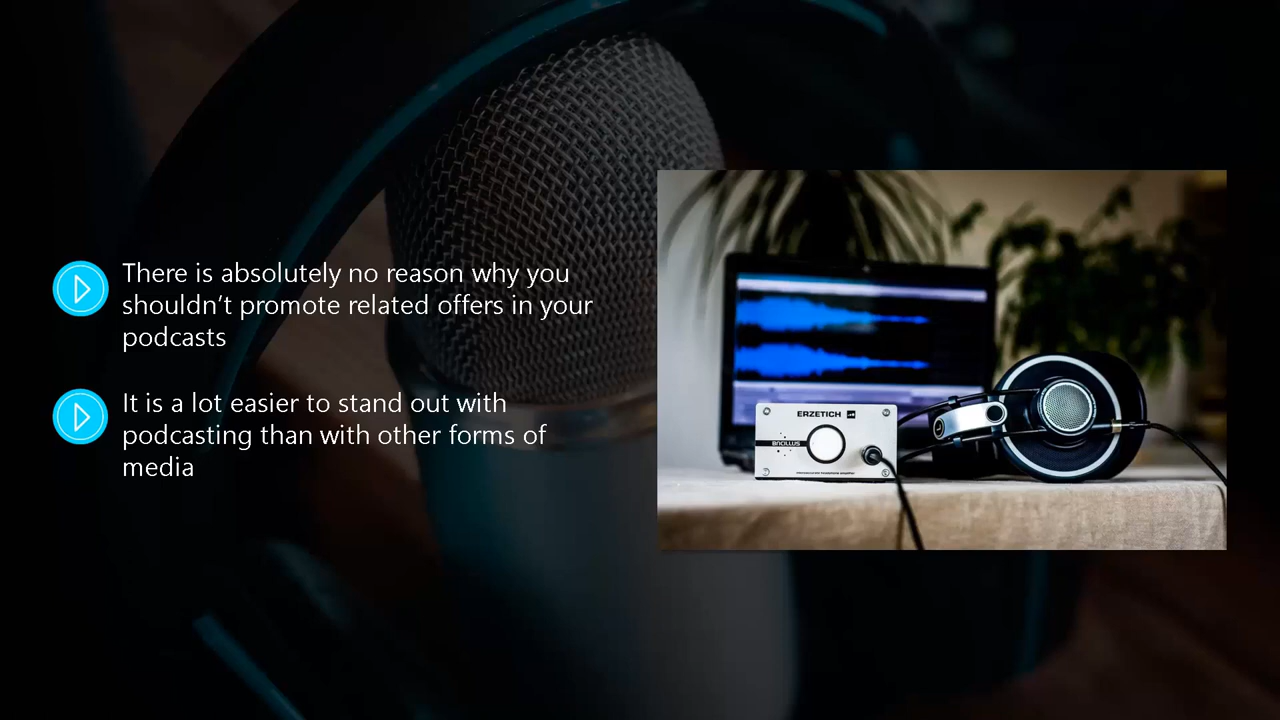 There is absolutely no reason why you
shouldn't promote related offers in your
podcasts
It is a lot easier to stand out with
podcasting than with other forms of
media
ERZETICH
BACILLUS